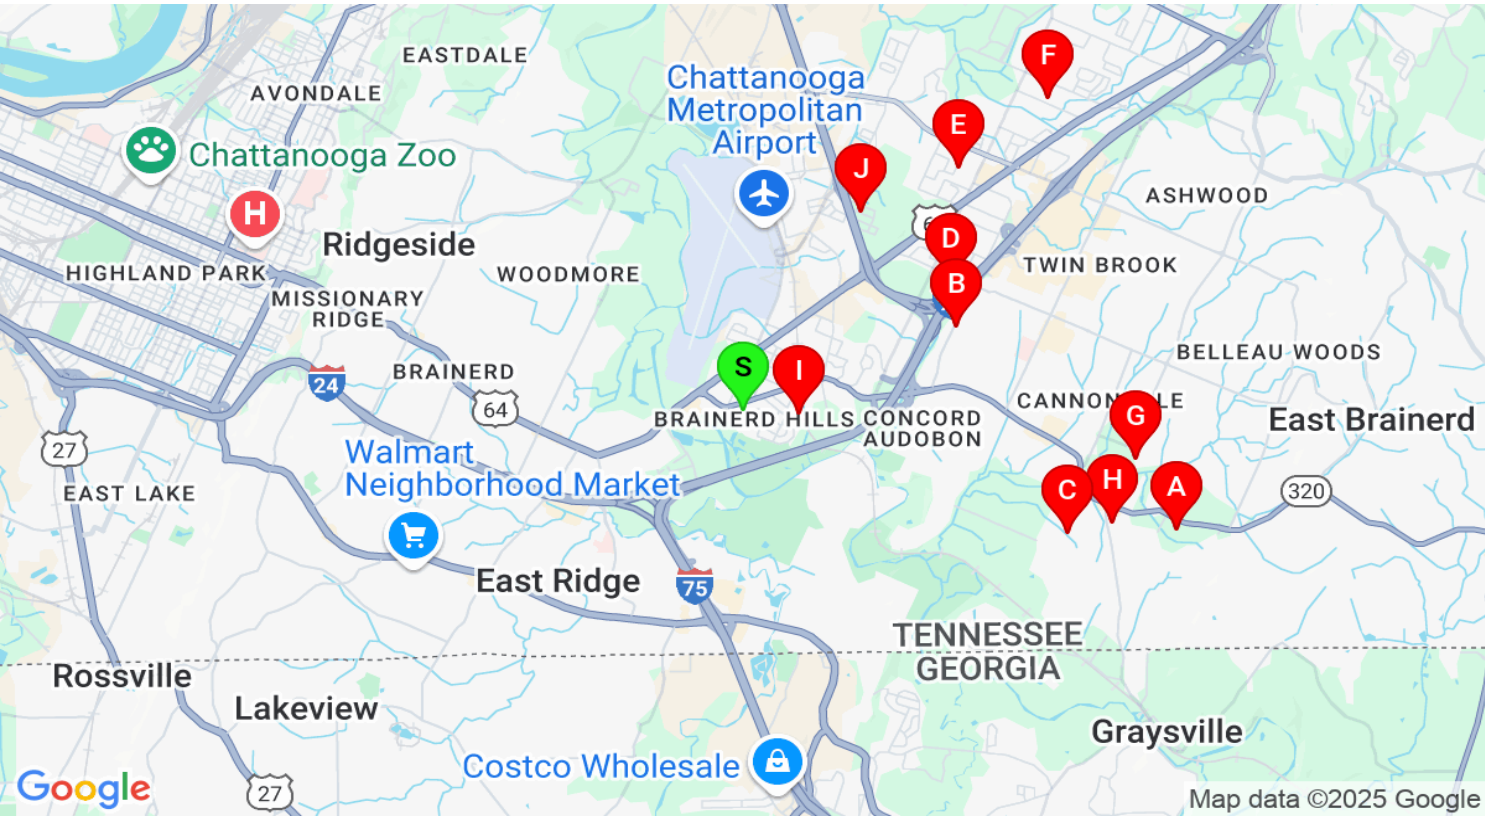 EASTDALE
F
AVONDALE
Chattanooga
Metropolitan
Airport
E
Chattanooga Zoo
J
ASHWOOD
H
Ridgeside
D
TWIN BROOK
HIGHLAND PARK
WOODMORE
B
MISSIONARY
RIDGE
BELLEAU WOODS
S
I
BRAINERD
24
64
CANNON
LE
G
BRAINERD HILLS
CONCORD
AUDOBON
East Brainerd
27
Walmart
Neighborhood Market
EAST LAKE
C
H
A
320
East Ridge
75
TENNESSEE
GEORGIA
Rossville
Lakeview
Graysville
Costco Wholesale
27
Google
Map data ©2025 Google